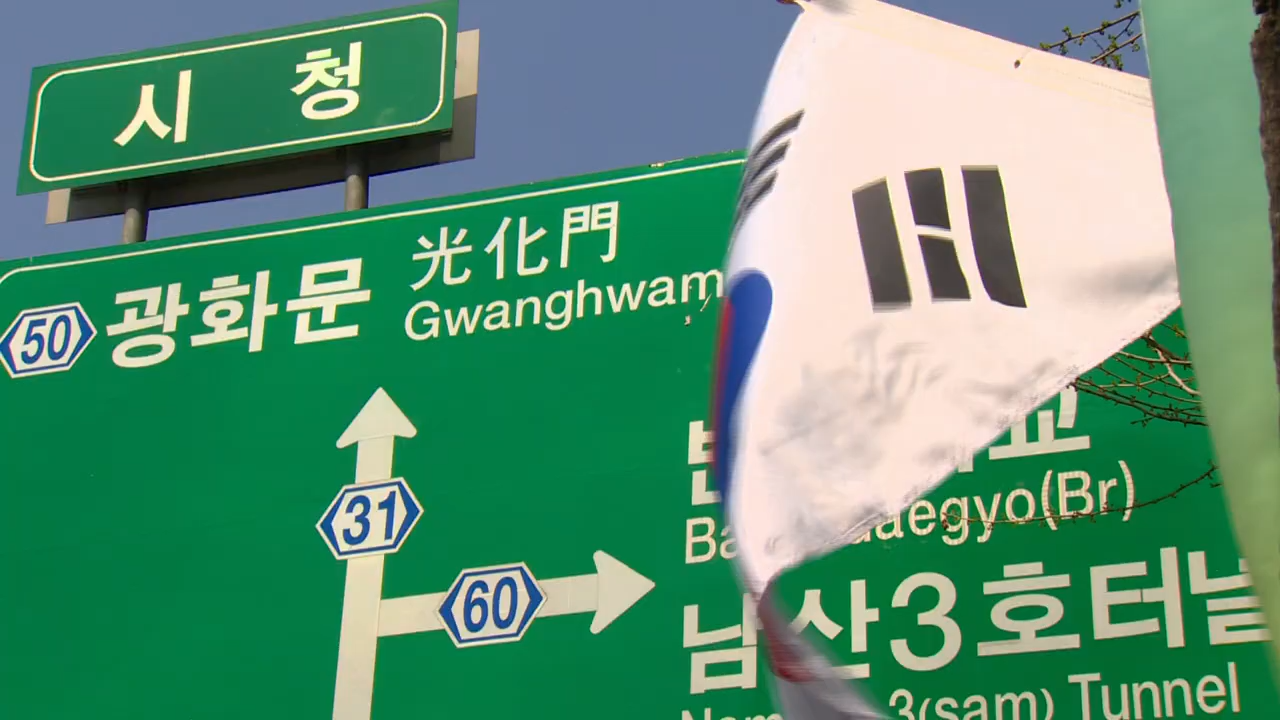 시 청
50 광화문 光化門
Gwanghwam
31
60
교
aegyo(Br)
남산3호터널
3(sam) Tunnel